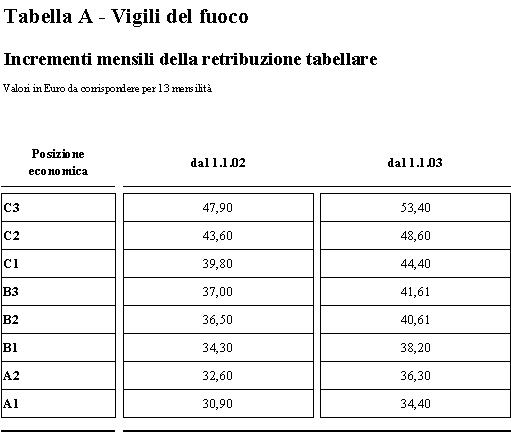 Tabella A - Vigili del fuoco
Incrementi mensili della retribuzione tabellare
Valori in Euro da corrispondere per 13 mensilità
Posizione economica dal 1.1.02 dal 1.1.03
C3 47,90 53,40
C2 43,60 48,60
C1 39,80 44,40
B3 37,00 41,61
B2 36,50 40,61
B1 34,30 38,20
A2 32,60 36,30
A1 30,90 34,40